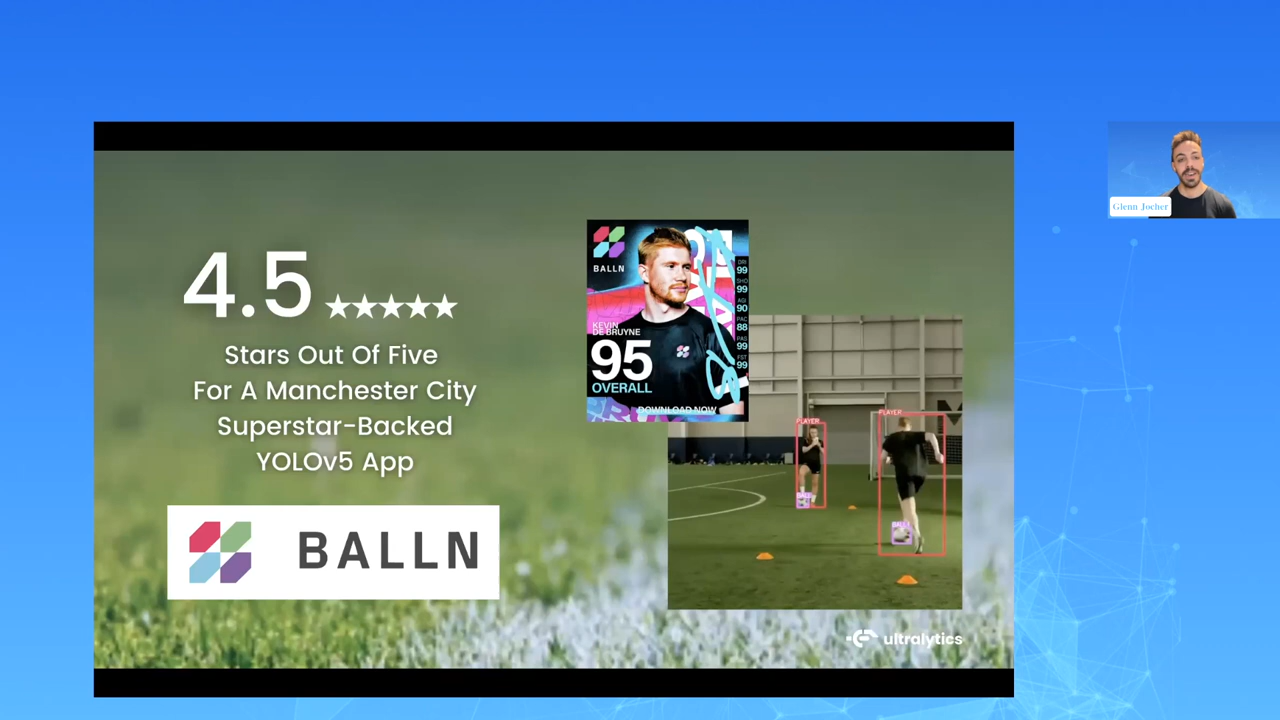 4.5
Stars Out Of Five
For A Manchester City
Superstar-Backed
YOLOv5 App
BALLN
BALLN
KEVIN
DE BRUYNE
95
OVERALL
DOWNLOAD NOW
DRI
99
SHO
99
AGI
90
PAC
88
PAS
99
FST
99
PLAYER
PLAYER
BALL
BALL
ultralytics
Glenn Jocher